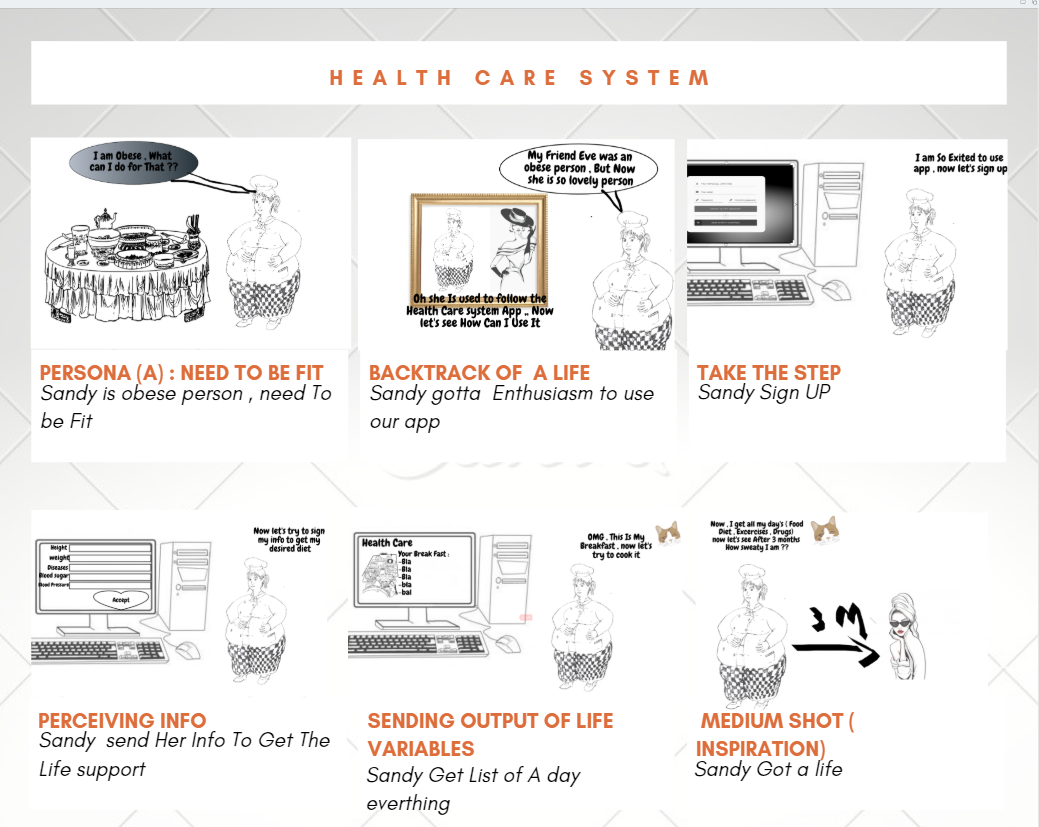 HEALTH CARE SYSTEM
I am Obese , What
can I do for That ??
PERSONA (A) : NEED TO BE FIT
Sandy is obese person , need To
be Fit
My Friend Eve was an
obese person , But Now
she is so lovely person
Oh she Is used to follow the
Health Care system App ,, Now
let's see How Can I Use It
BACKTRACK OF A LIFE
Sandy gotta Enthusiasm to use
our app
I am So Exited to use
app , now let's sign up
TAKE THE STEP
Sandy Sign UP
Height
weight
Diseases
Blood sugar
Blood Pressure
Accept
Now let's try to sign
my info to get my
desired diet
PERCEIVING INFO
Sandy send Her Info To Get The
Life support
Health Care
Your Break Fast :
-Bla
-Bla
-Bla
-bla
-bal
OMG , This Is My
Breakfast , now let's
try to cook it
SENDING OUTPUT OF LIFE
VARIABLES
Sandy Get List of A day
everthing
Now , I get all my day's ( Food
Diet , Excercises , Drugs)
now let's see After 3 months
How sweaty I am ??
3 M
MEDIUM SHOT (
INSPIRATION)
Sandy Got a life